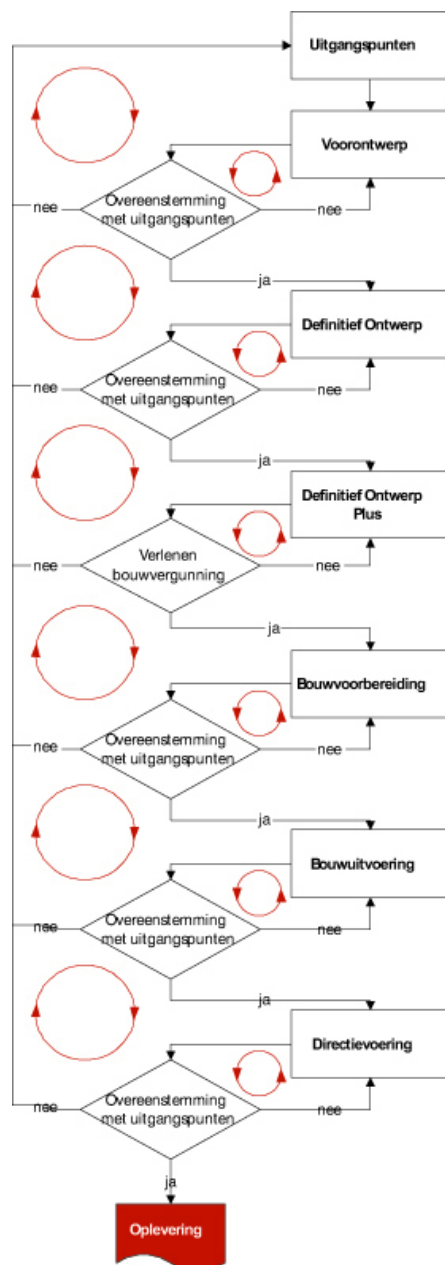 Uitgangspunten
Voorontwerp
Overeenstemming
met uitgangspunten
nee
nee
ja
Definitief Ontwerp
Overeenstemming
met uitgangspunten
nee
nee
ja
Definitief Ontwerp
Plus
Verlenen
bouwvergunning
nee
nee
ja
Bouwvoorbereiding
Overeenstemming
met uitgangspunten
nee
nee
ja
Bouwuitvoering
Overeenstemming
met uitgangspunten
nee
nee
ja
Directievoering
Overeenstemming
met uitgangspunten
nee
nee
ja
Oplevering